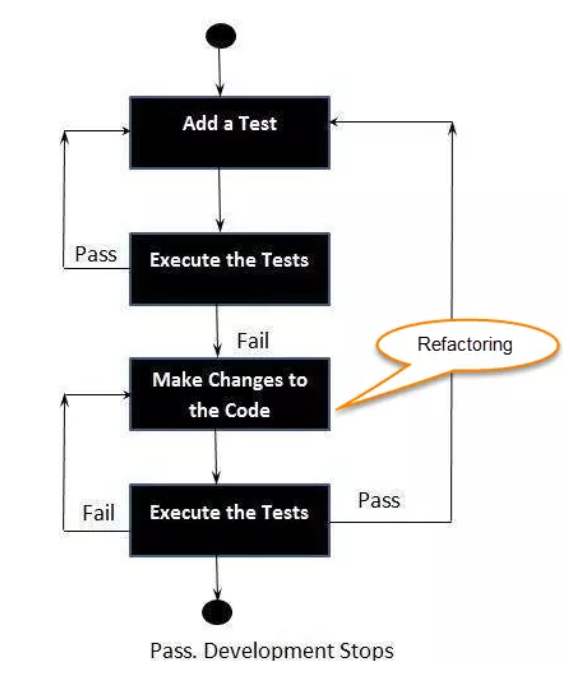 Add a Test
Pass
Execute the Tests
Fail
Refactoring
Make Changes to
the Code
Fail
Execute the Tests
Pass
Pass. Development Stops